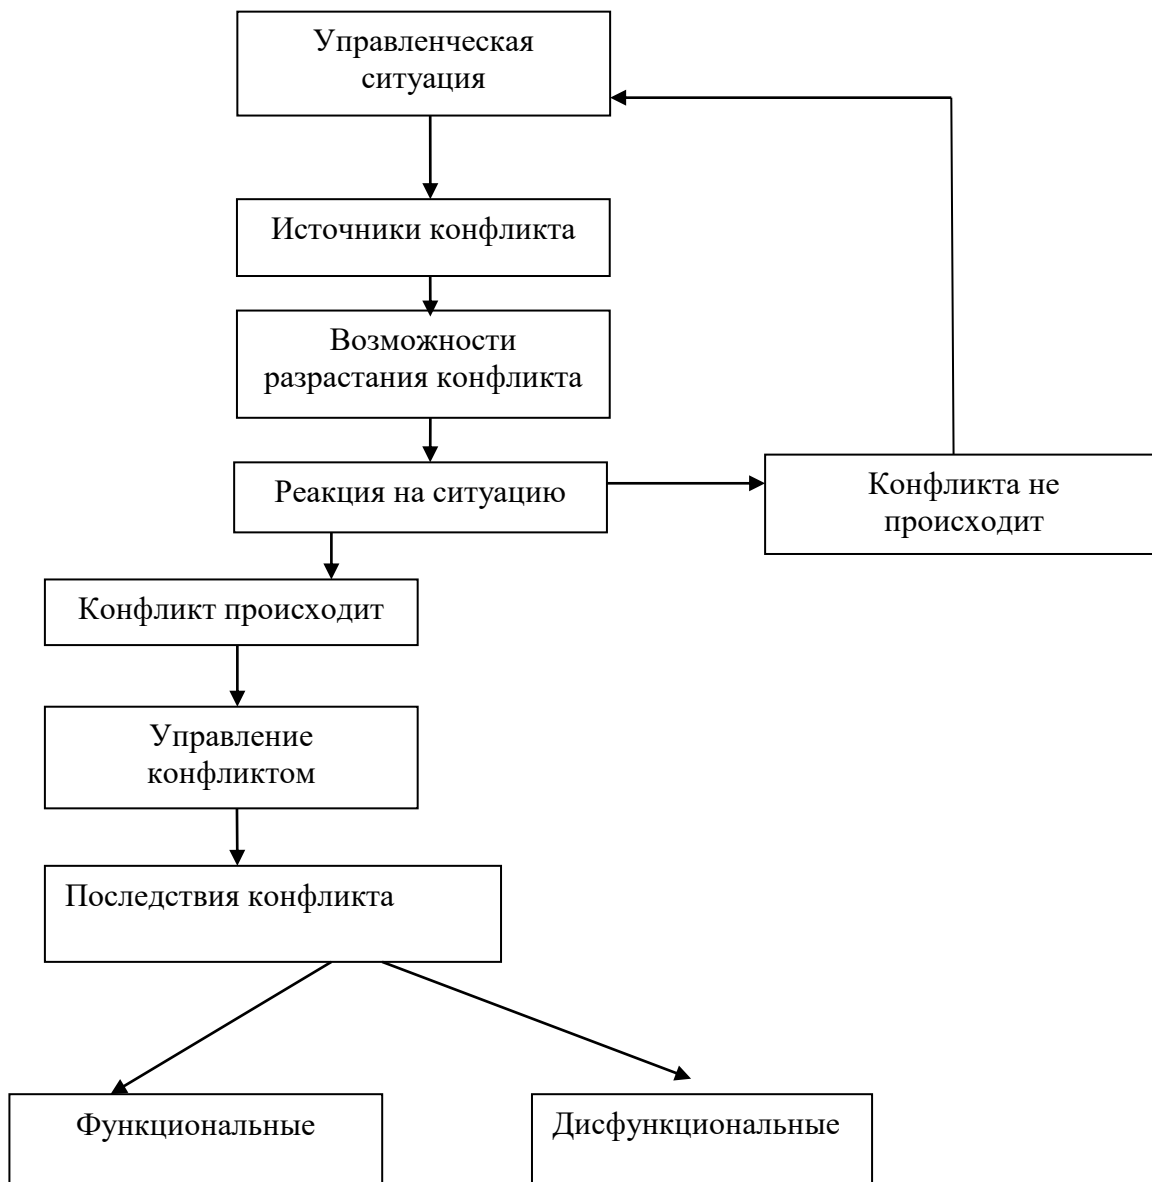 Управленческая
ситуация
Источники конфликта
Возможности
разрастания конфликта
Реакция на ситуацию
Конфликта не
происходит
Конфликт происходит
Управление
конфликтом
Последствия конфликта
Функциональные
Дисфункциональные